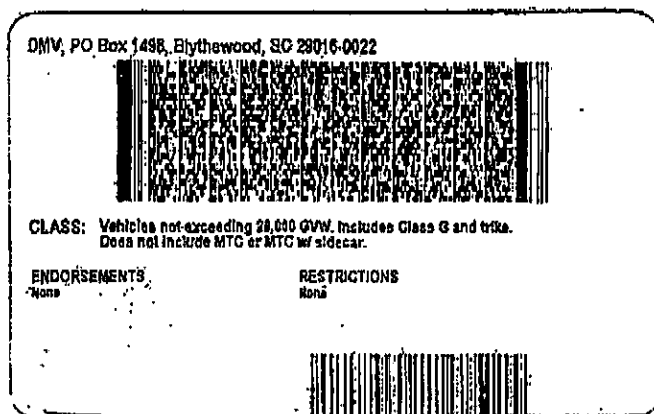 DMV, PO Box 1498, Blythewood, SC 29016-0022
CLASS: Vehicles not exceeding 26,000 GVW. Includes Class G and trike.
Does not include MTC or MTC w/ sidecar.
ENDORSEMENTS RESTRICTIONS
None None